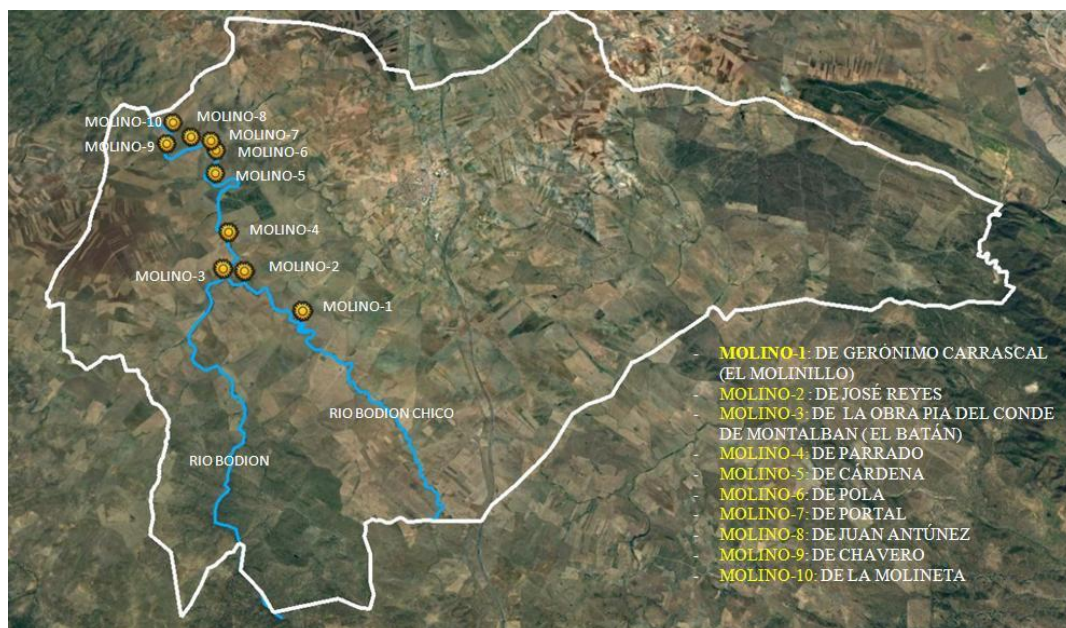 MOLINO-10
MOLINO-8
MOLINO-7
MOLINO-9
MOLINO-6
MOLINO-5
MOLINO-4
MOLINO-3
MOLINO-2
MOLINO-1
RIO BODION CHICO
RIO BODION
- MOLINO-1: DE GERÓNIMO CARRASCAL
(EL MOLINILLO)
- MOLINO-2 : DE JOSÉ REYES
- MOLINO-3: DE LA OBRA PIA DEL CONDE
DE MONTALBAN ( EL BATÁN)
- MOLINO-4: DE PARRADO
- MOLINO-5: DE CÁRDENA
- MOLINO-6: DE POLA
- MOLINO-7: DE PORTAL
- MOLINO-8: DE JUAN ANTÚNEZ
- MOLINO-9: DE CHAVERO
- MOLINO-10: DE LA MOLINETA